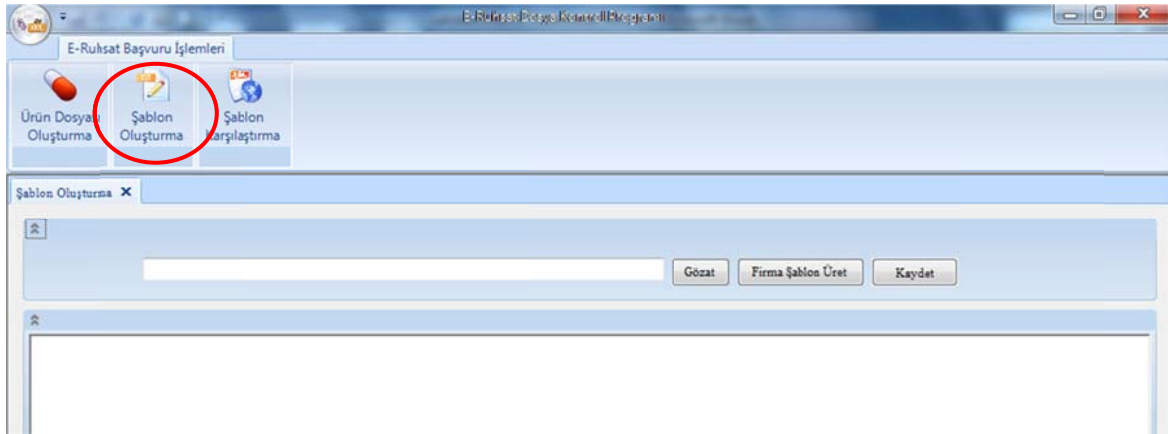 E-Ruhsat Dosya Kontrol Programı
E-Ruhsat Başvuru İşlemleri
Ürün Dosyası
Oluşturma
Şablon
Oluşturma
Şablon
Karşılaştırma
Şablon Oluşturma
Gözat
Firma Şablon Üret
Kaydet